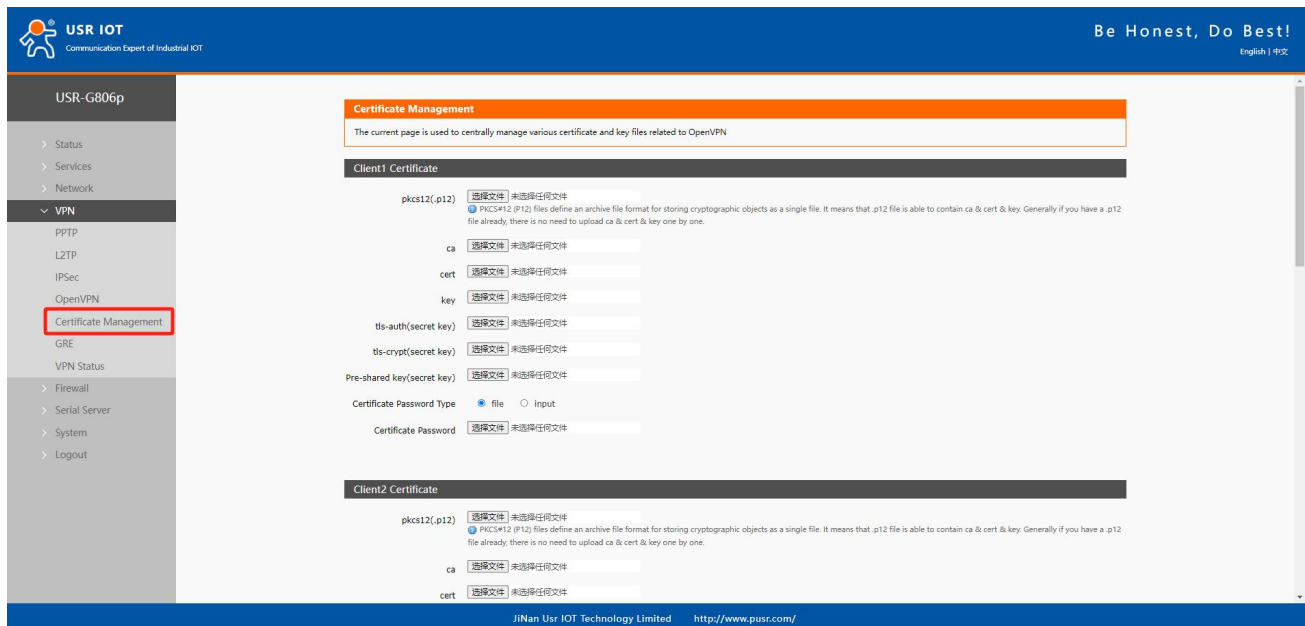 USR IOT
Communication Expert of Industrial IOT
Be Honest, Do Best!
English | 中文
USR-G806p
Status
Services
Network
VPN
PPTP
L2TP
IPSec
OpenVPN
Certificate Management
GRE
VPN Status
Firewall
Serial Server
System
Logout
Certificate Management
The current page is used to centrally manage various certificate and key files related to OpenVPN
Client1 Certificate
pkcs12(.p12) 选择文件 未选择任何文件
PKCS#12 (P12) files define an archive file format for storing cryptographic objects as a single file. It means that .p12 file is able to contain ca & cert & key. Generally if you have a .p12
file already, there is no need to upload ca & cert & key one by one.
ca 选择文件 未选择任何文件
cert 选择文件 未选择任何文件
key 选择文件 未选择任何文件
tls-auth(secret key) 选择文件 未选择任何文件
tls-crypt(secret key) 选择文件 未选择任何文件
Pre-shared key(secret key) 选择文件 未选择任何文件
Certificate Password Type file input
Certificate Password 选择文件 未选择任何文件
Client2 Certificate
pkcs12(.p12) 选择文件 未选择任何文件
PKCS#12 (P12) files define an archive file format for storing cryptographic objects as a single file. It means that .p12 file is able to contain ca & cert & key. Generally if you have a .p12
file already, there is no need to upload ca & cert & key one by one.
ca 选择文件 未选择任何文件
cert 选择文件 未选择任何文件
JiNan Usr IOT Technology Limited http://www.pusr.com/